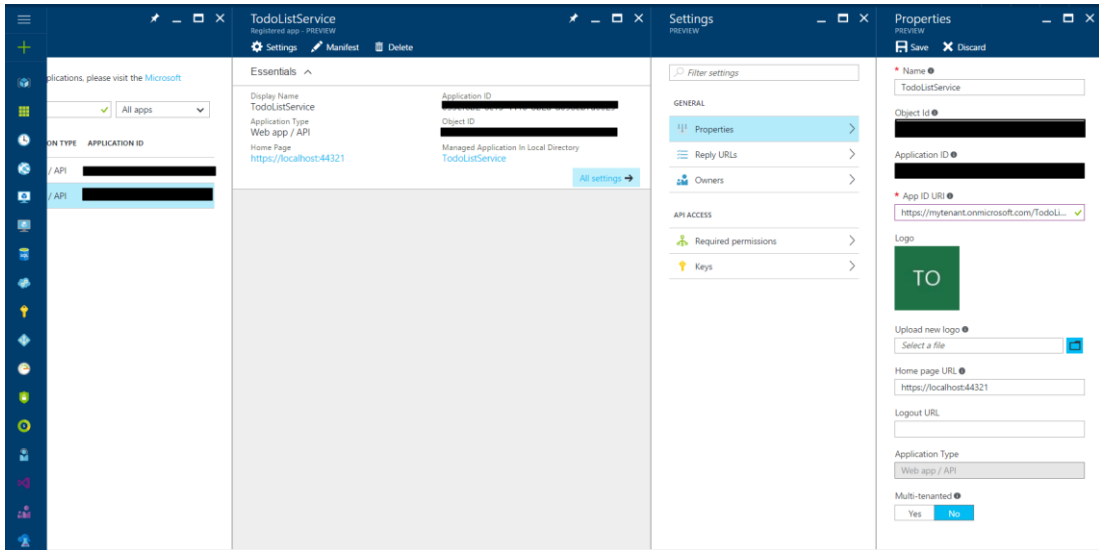 plications, please visit the Microsoft
All apps
ON TYPE APPLICATION ID
/ API
/ API
TodoListService
Registered app - PREVIEW
Settings Manifest Delete
Essentials
Display Name
TodoListService
Application Type
Web app / API
Home Page
https://localhost:44321
Application ID
Object ID
Managed Application In Local Directory
TodoListService
All settings
Settings
PREVIEW
Filter settings
GENERAL
Properties
Reply URLs
Owners
API ACCESS
Required permissions
Keys
Properties
PREVIEW
Save Discard
* Name
TodoListService
Object Id
Application ID
* App ID URI
https://mytenant.onmicrosoft.com/TodoLi...
Logo
TO
Upload new logo
Select a file
Home page URL
https://localhost:44321
Logout URL
Application Type
Web app / API
Multi-tenanted
Yes No